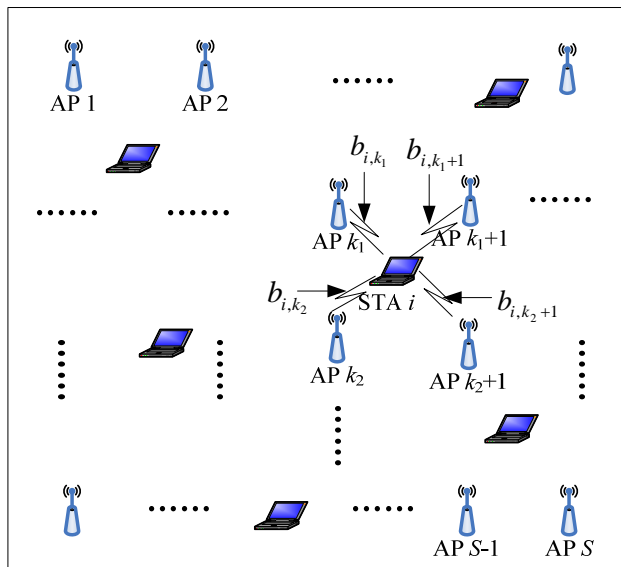 AP 1
AP 2
b_{i,k_1}
b_{i,k_1+1}
AP k_1
AP k_1+1
STA i
b_{i,k_2}
b_{i,k_2+1}
AP k_2
AP k_2+1
AP S-1
AP S